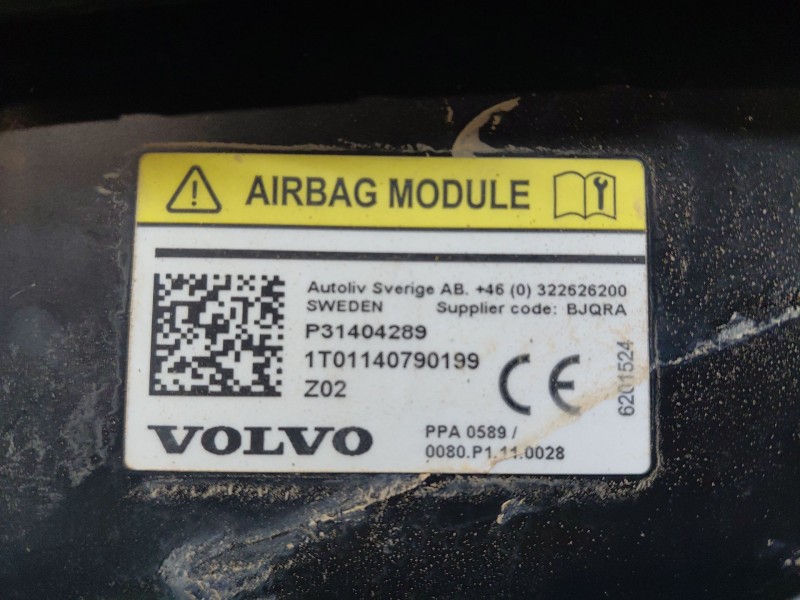 AIRBAG MODULE
Autoliv Sverige AB. +46 (0) 322626200
SWEDEN Supplier code: BJQRA
P31404289
1T01140790199
Z02
CE
6201524
VOLVO
PPA 0589 /
0080.P1.11.0028